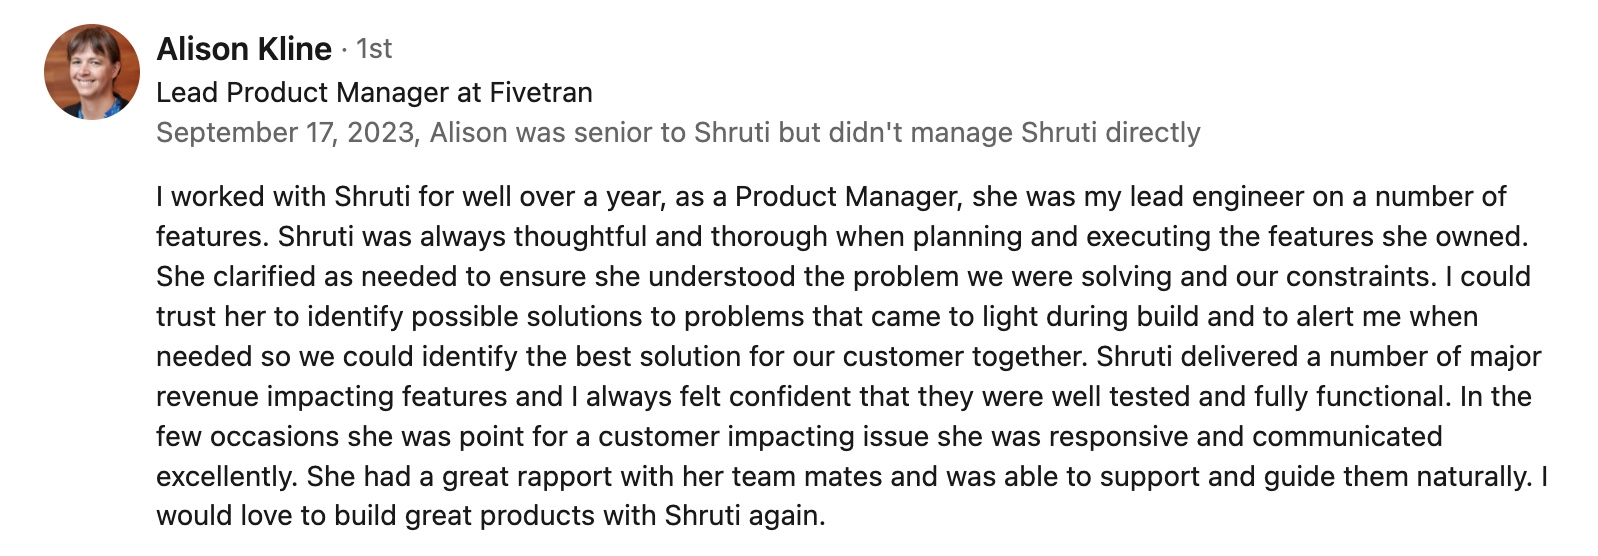 Alison Kline · 1st
Lead Product Manager at Fivetran
September 17, 2023, Alison was senior to Shruti but didn't manage Shruti directly
I worked with Shruti for well over a year, as a Product Manager, she was my lead engineer on a number of
features. Shruti was always thoughtful and thorough when planning and executing the features she owned.
She clarified as needed to ensure she understood the problem we were solving and our constraints. I could
trust her to identify possible solutions to problems that came to light during build and to alert me when
needed so we could identify the best solution for our customer together. Shruti delivered a number of major
revenue impacting features and I always felt confident that they were well tested and fully functional. In the
few occasions she was point for a customer impacting issue she was responsive and communicated
excellently. She had a great rapport with her team mates and was able to support and guide them naturally. I
would love to build great products with Shruti again.